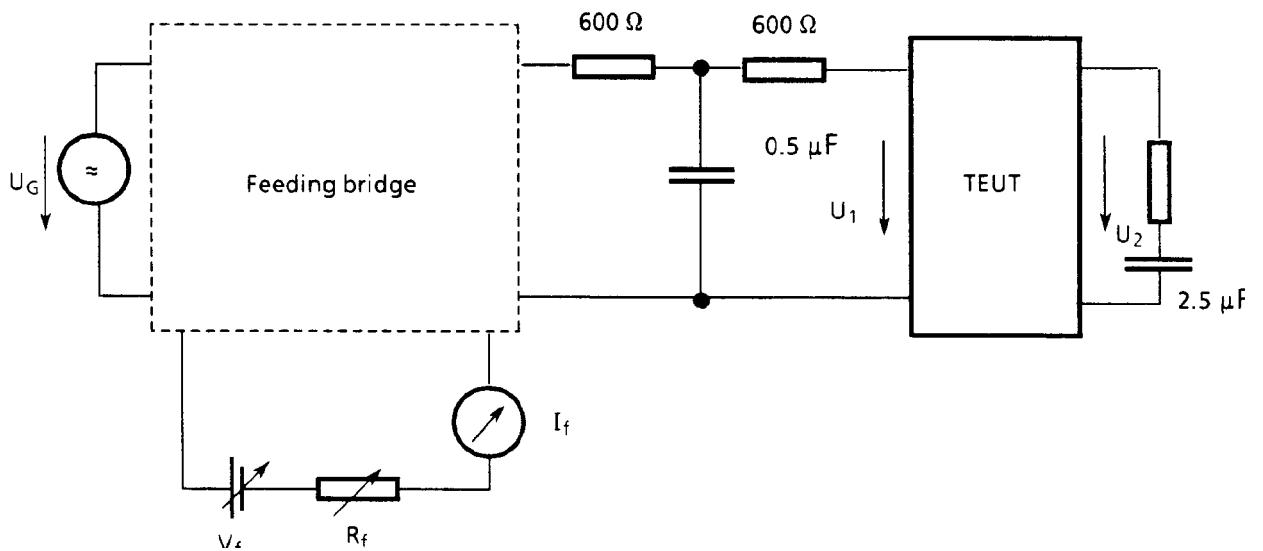 600 Ω
600 Ω
0.5 μF
U_G
≈
Feeding bridge
U_1
TEUT
U_2
2.5 μF
I_f
V_f
R_f